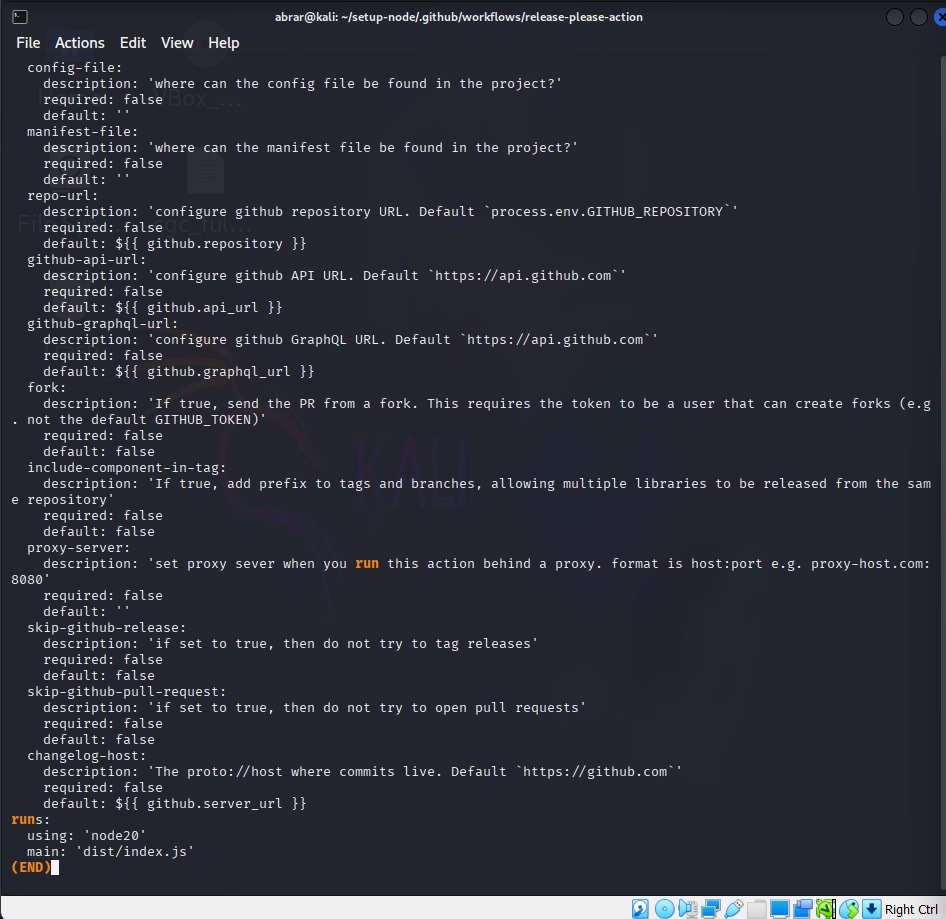 abrar@kali: ~/setup-node/.github/workflows/release-please-action
File Actions Edit View Help
  config-file:
    description: 'where can the config file be found in the project?'
    required: false
    default: ''
  manifest-file:
    description: 'where can the manifest file be found in the project?'
    required: false
    default: ''
  repo-url:
    description: 'configure github repository URL. Default `process.env.GITHUB_REPOSITORY`'
    required: false
    default: ${{ github.repository }}
  github-api-url:
    description: 'configure github API URL. Default `https://api.github.com`'
    required: false
    default: ${{ github.api_url }}
  github-graphql-url:
    description: 'configure github GraphQL URL. Default `https://api.github.com`'
    required: false
    default: ${{ github.graphql_url }}
  fork:
    description: 'If true, send the PR from a fork. This requires the token to be a user that can create forks (e.g
. not the default GITHUB_TOKEN)'
    required: false
    default: false
  include-component-in-tag:
    description: 'If true, add prefix to tags and branches, allowing multiple libraries to be released from the sam
e repository'
    required: false
    default: false
  proxy-server:
    description: 'set proxy sever when you run this action behind a proxy. format is host:port e.g. proxy-host.com:
8080'
    required: false
    default: ''
  skip-github-release:
    description: 'if set to true, then do not try to tag releases'
    required: false
    default: false
  skip-github-pull-request:
    description: 'if set to true, then do not try to open pull requests'
    required: false
    default: false
  changelog-host:
    description: 'The proto://host where commits live. Default `https://github.com`'
    required: false
    default: ${{ github.server_url }}
runs:
  using: 'node20'
  main: 'dist/index.js'
(END)
KALI
Right Ctrl